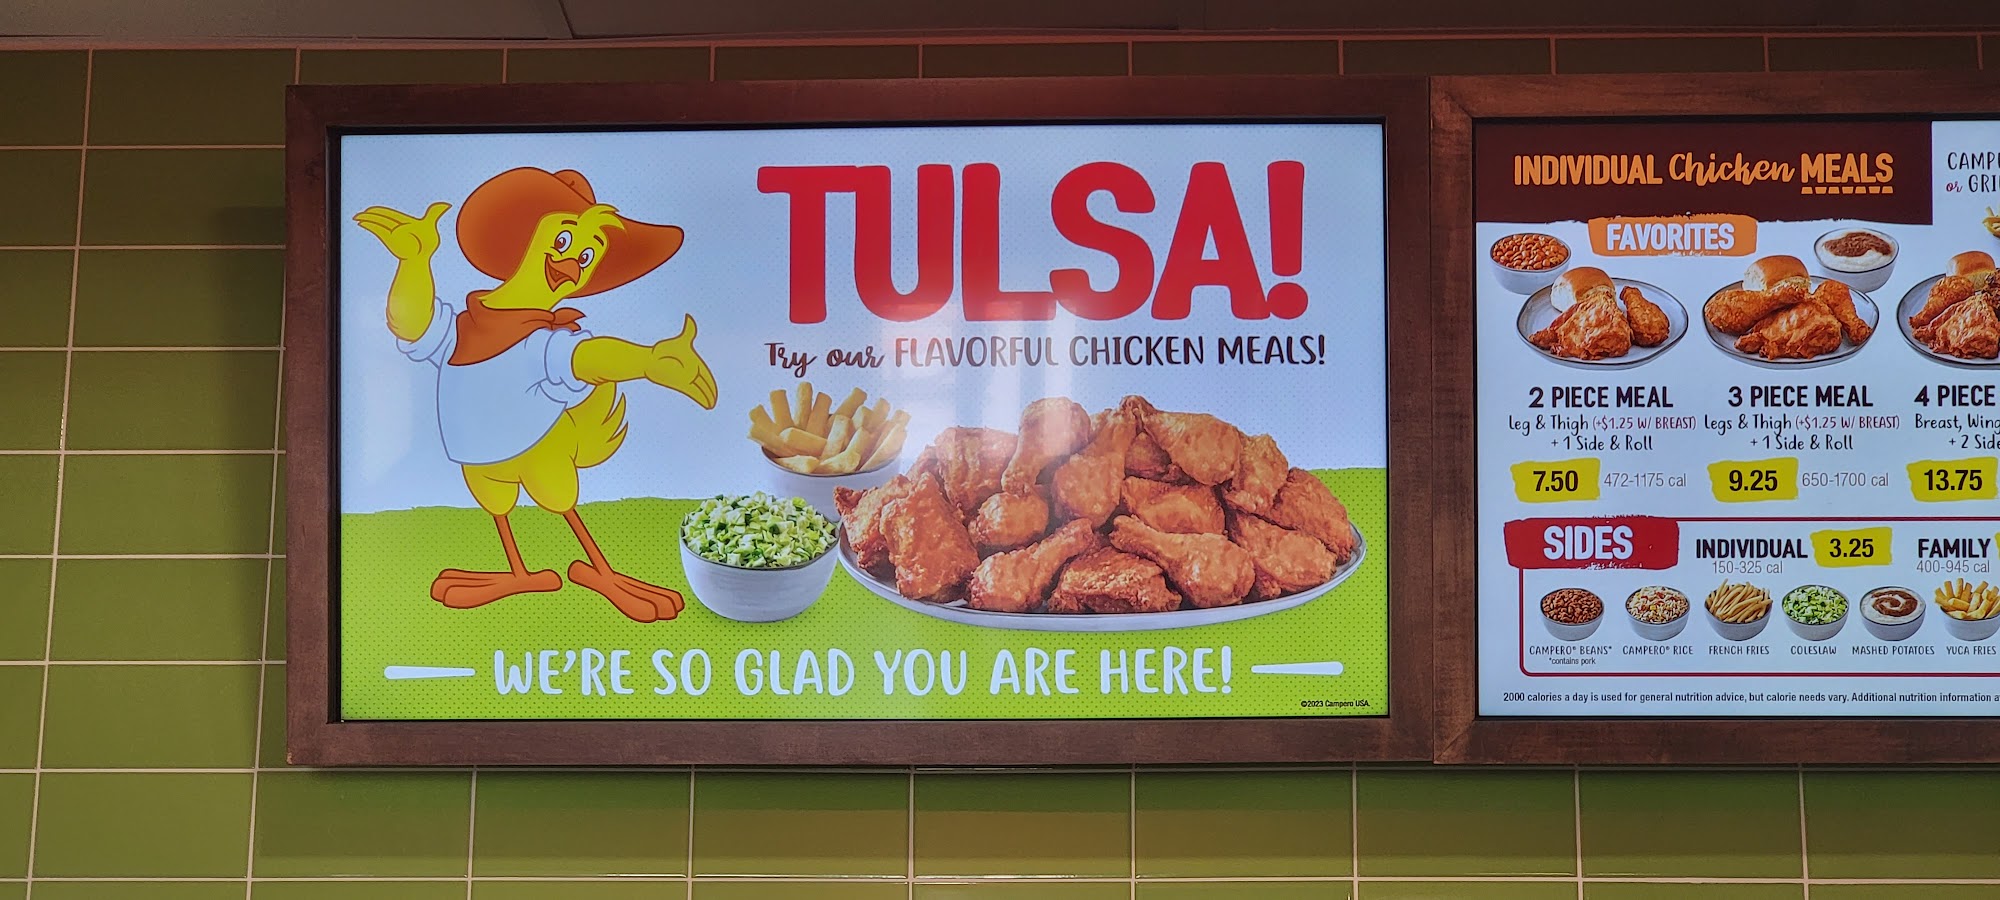 TULSA!
Try our FLAVORFUL CHICKEN MEALS!
WE'RE SO GLAD YOU ARE HERE!
©2023 Campero USA.
INDIVIDUAL Chicken MEALS
or
FAVORITES
2 PIECE MEAL
Leg & Thigh (+$1.25 W/ BREAST)
+ 1 Side & Roll
7.50 472-1175 cal
3 PIECE MEAL
Legs & Thigh (+$1.25 W/ BREAST)
+ 1 Side & Roll
9.25 650-1700 cal
4 PIECE
Breast, Wing
+ 2
13.75
SIDES
INDIVIDUAL 3.25
150-325 cal
FAMILY
400-945 cal
CAMPERO® BEANS*
*contains pork
CAMPERO® RICE
FRENCH FRIES
COLESLAW
MASHED POTATOES
YUCA FRIES
2000 calories a day is used for general nutrition advice, but calorie needs vary. Additional nutrition information